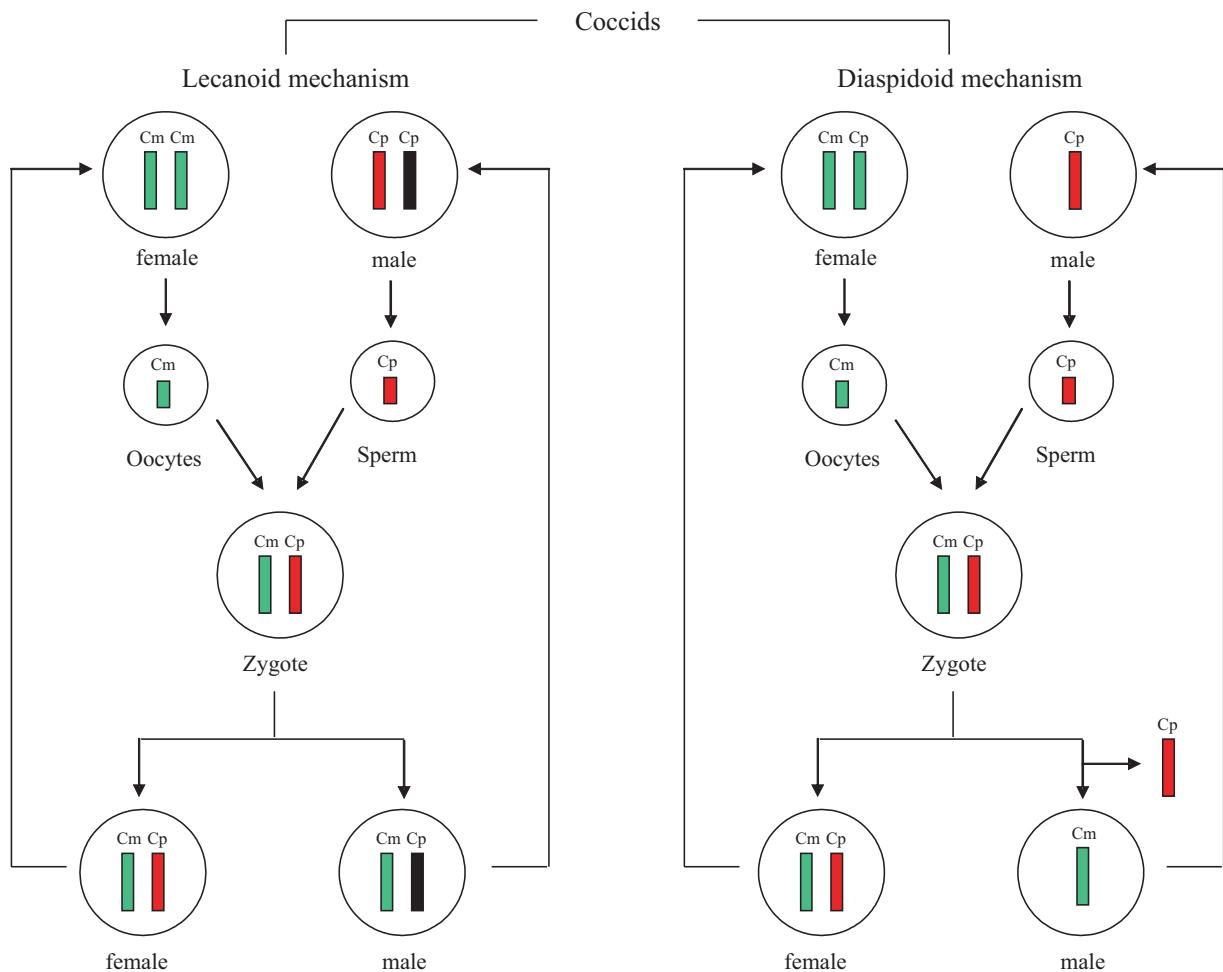 Coccids
Lecanoid mechanism
Diaspidoid mechanism
Cm Cm
Cp Cp
Cm Cp
Cp
female
male
female
male
Cm
Cp
Cm
Cp
Oocytes
Sperm
Oocytes
Sperm
Cm Cp
Cm Cp
Zygote
Zygote
Cp
Cm Cp
Cm Cp
Cm Cp
Cm
female
male
female
male